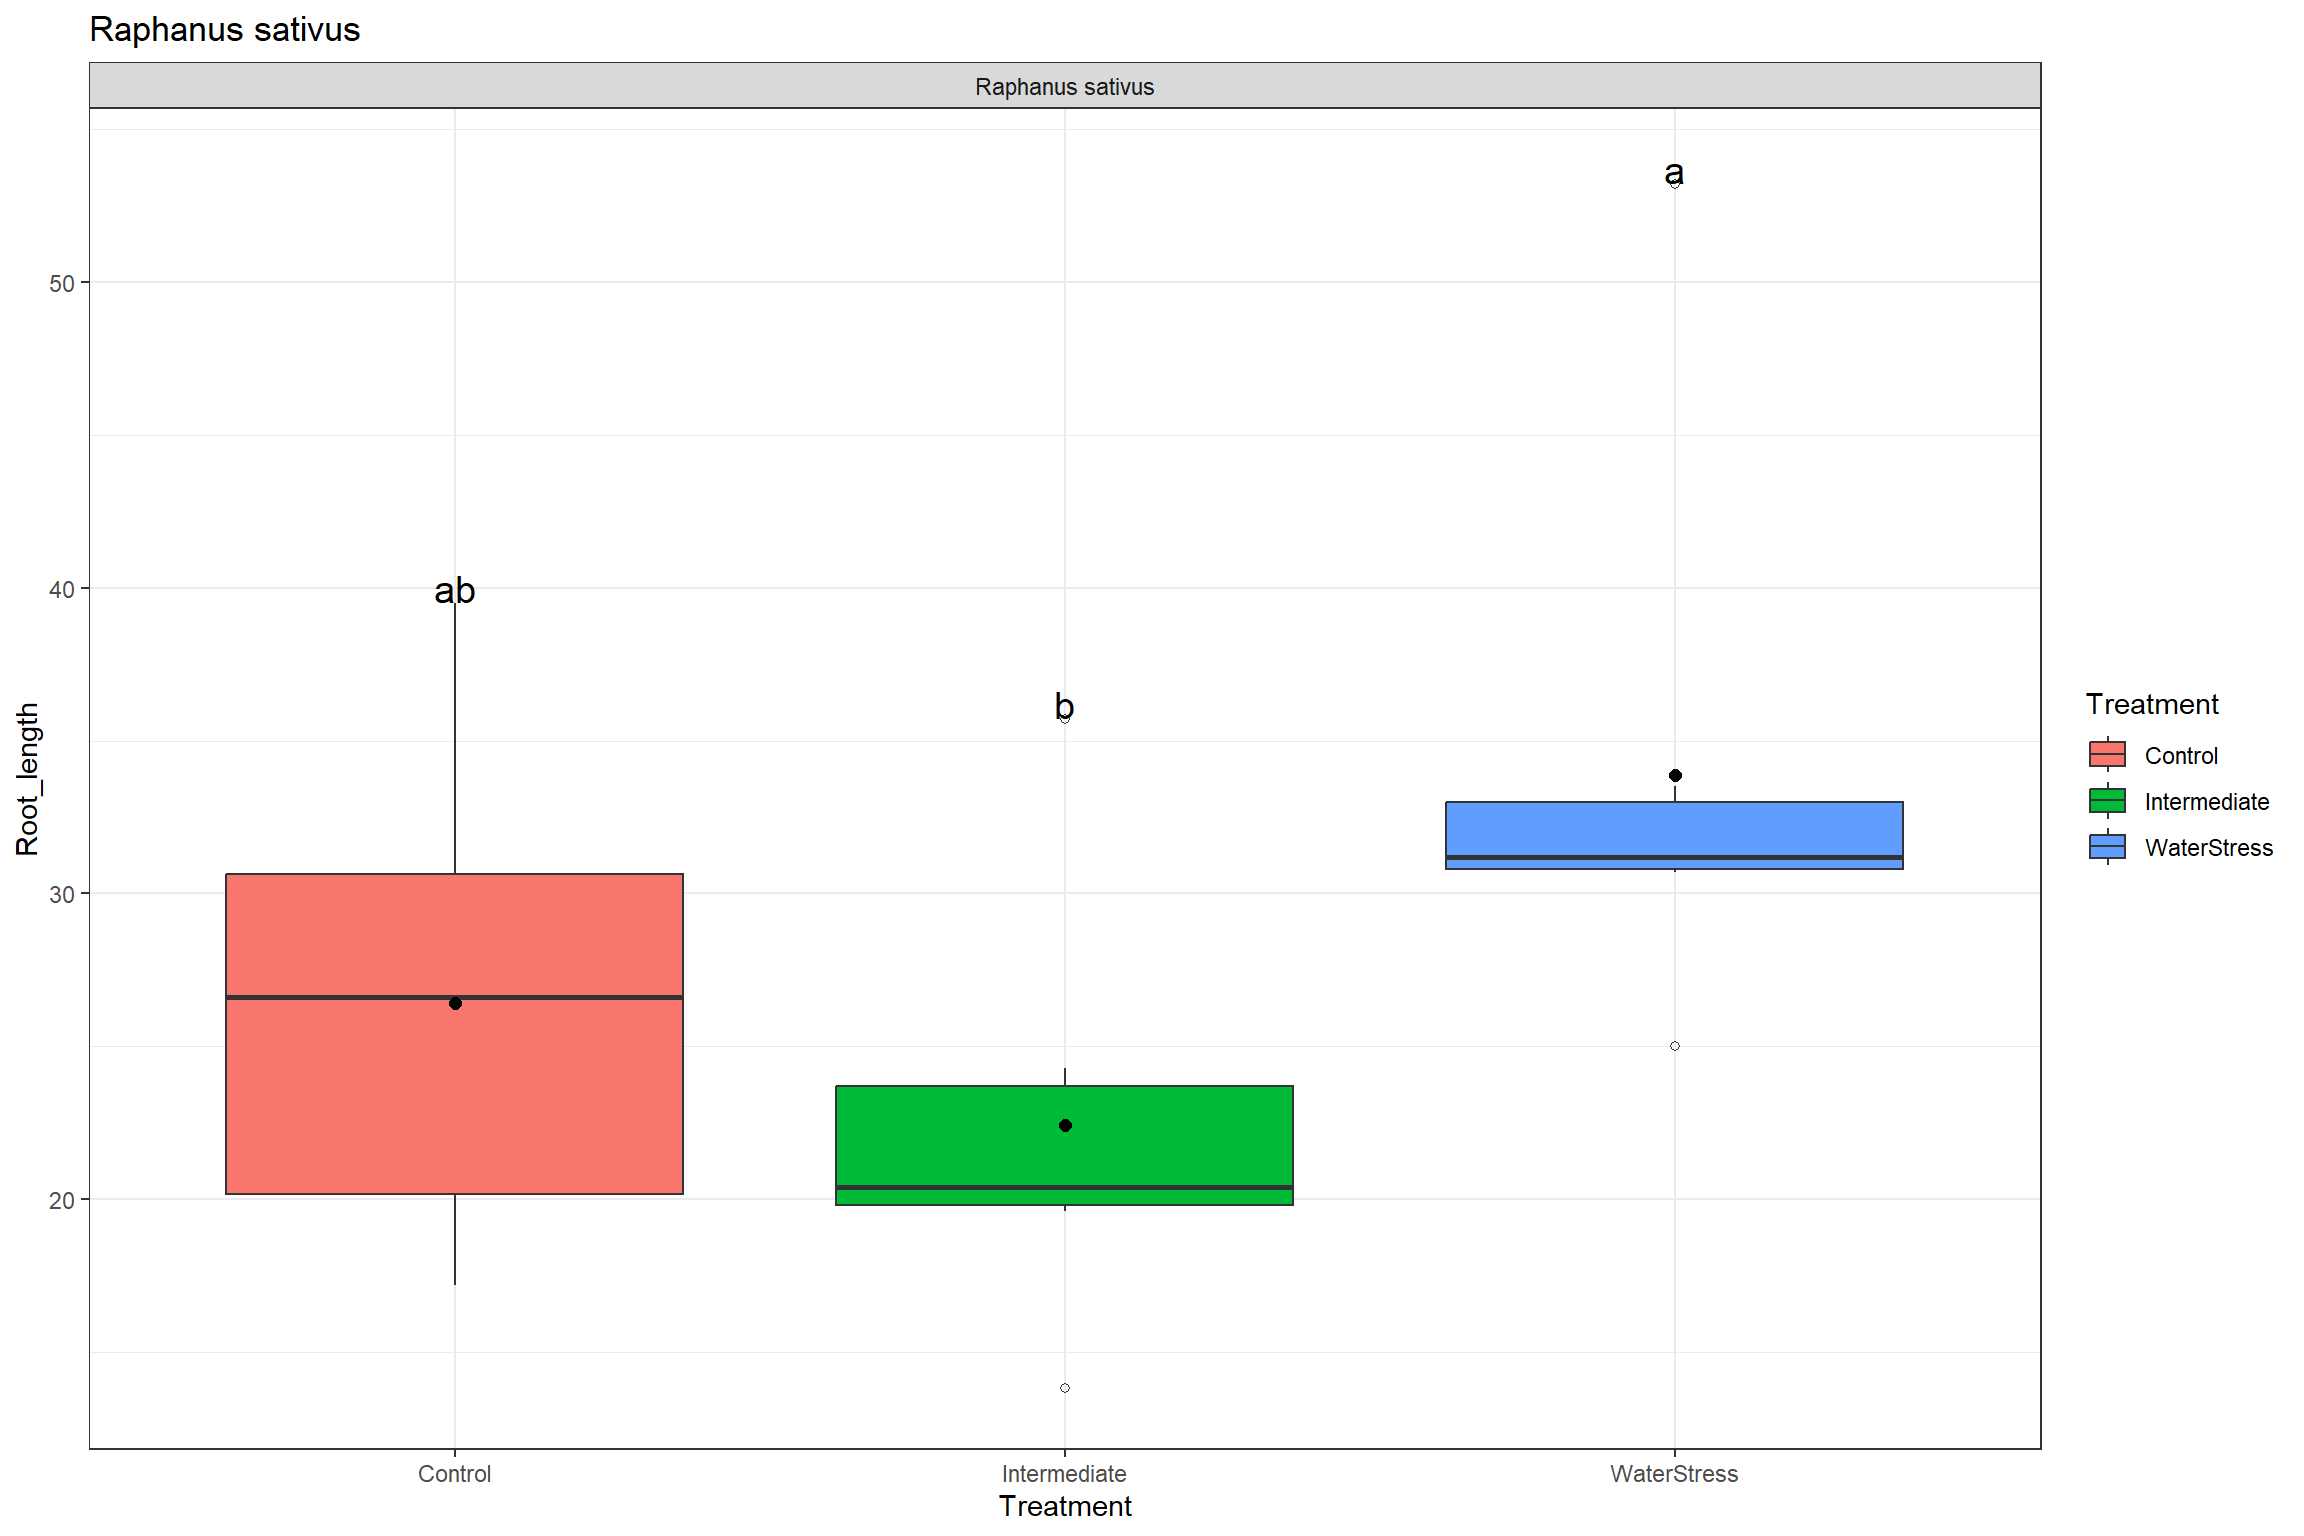 Raphanus sativus
Raphanus sativus
a
50
ab
40
b
30
20
Root_length
Control
Intermediate
WaterStress
Treatment
Treatment
Control
Intermediate
WaterStress